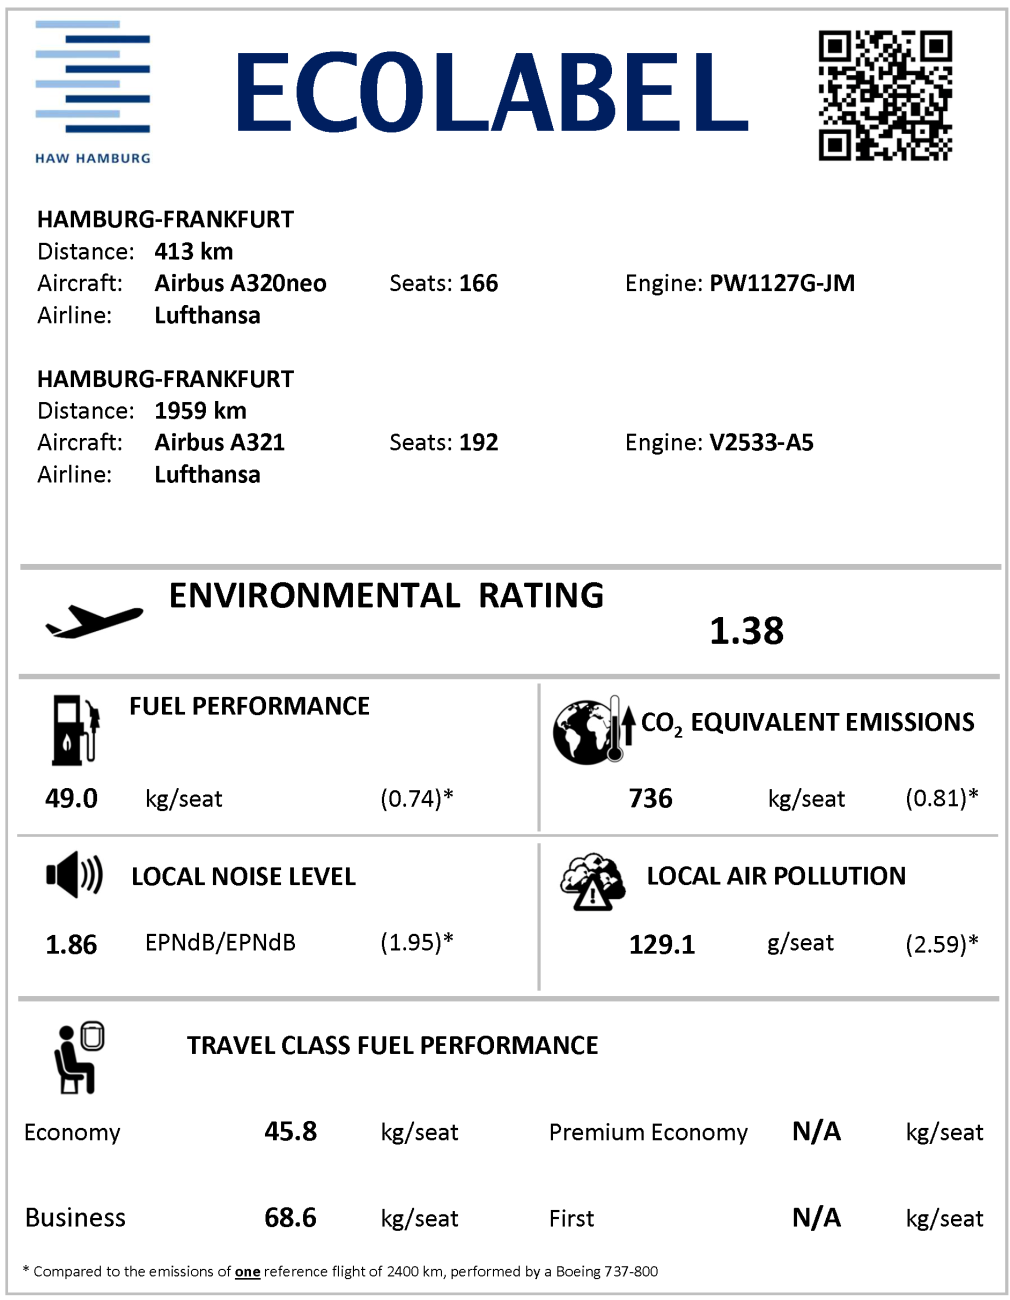 HAW HAMBURG
ECOLABEL
HAMBURG-FRANKFURT
Distance: 413 km
Aircraft: Airbus A320neo Seats: 166 Engine: PW1127G-JM
Airline: Lufthansa
HAMBURG-FRANKFURT
Distance: 1959 km
Aircraft: Airbus A321 Seats: 192 Engine: V2533-A5
Airline: Lufthansa
ENVIRONMENTAL RATING
1.38
FUEL PERFORMANCE
49.0 kg/seat (0.74)*
CO₂ EQUIVALENT EMISSIONS
736 kg/seat (0.81)*
LOCAL NOISE LEVEL
1.86 EPNdB/EPNdB (1.95)*
LOCAL AIR POLLUTION
129.1 g/seat (2.59)*
TRAVEL CLASS FUEL PERFORMANCE
Economy 45.8 kg/seat Premium Economy N/A kg/seat
Business 68.6 kg/seat First N/A kg/seat
* Compared to the emissions of one reference flight of 2400 km, performed by a Boeing 737-800